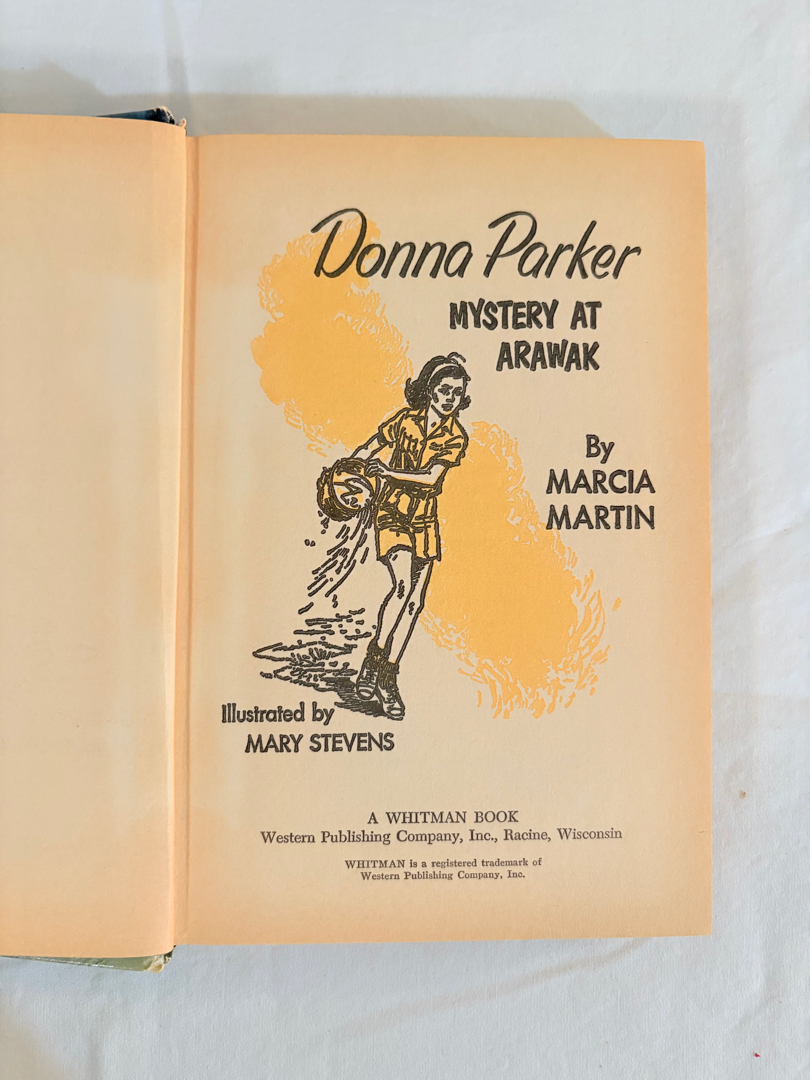 Donna Parker
MYSTERY AT
ARAWAK
By
MARCIA
MARTIN
Illustrated by
MARY STEVENS
A WHITMAN BOOK
Western Publishing Company, Inc., Racine, Wisconsin
WHITMAN is a registered trademark of
Western Publishing Company, Inc.